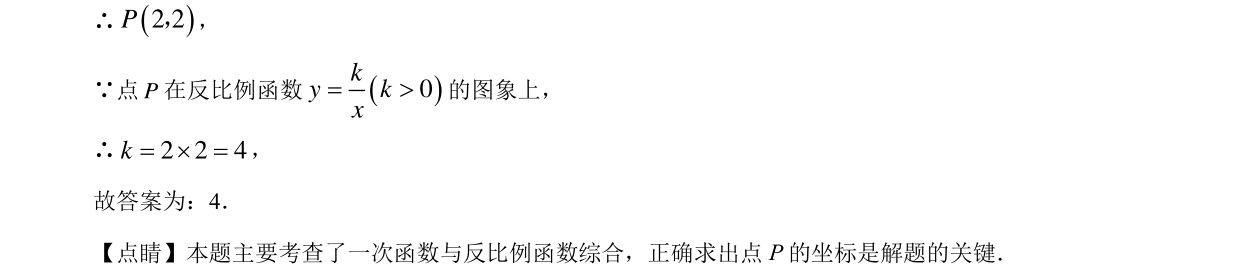 ∴P(2,2),
∵点P在反比例函数y=k/x(k>0)的图象上,
∴k=2×2=4,
故答案为：4.
【点睛】本题主要考查了一次函数与反比例函数综合，正确求出点P的坐标是解题的关键.